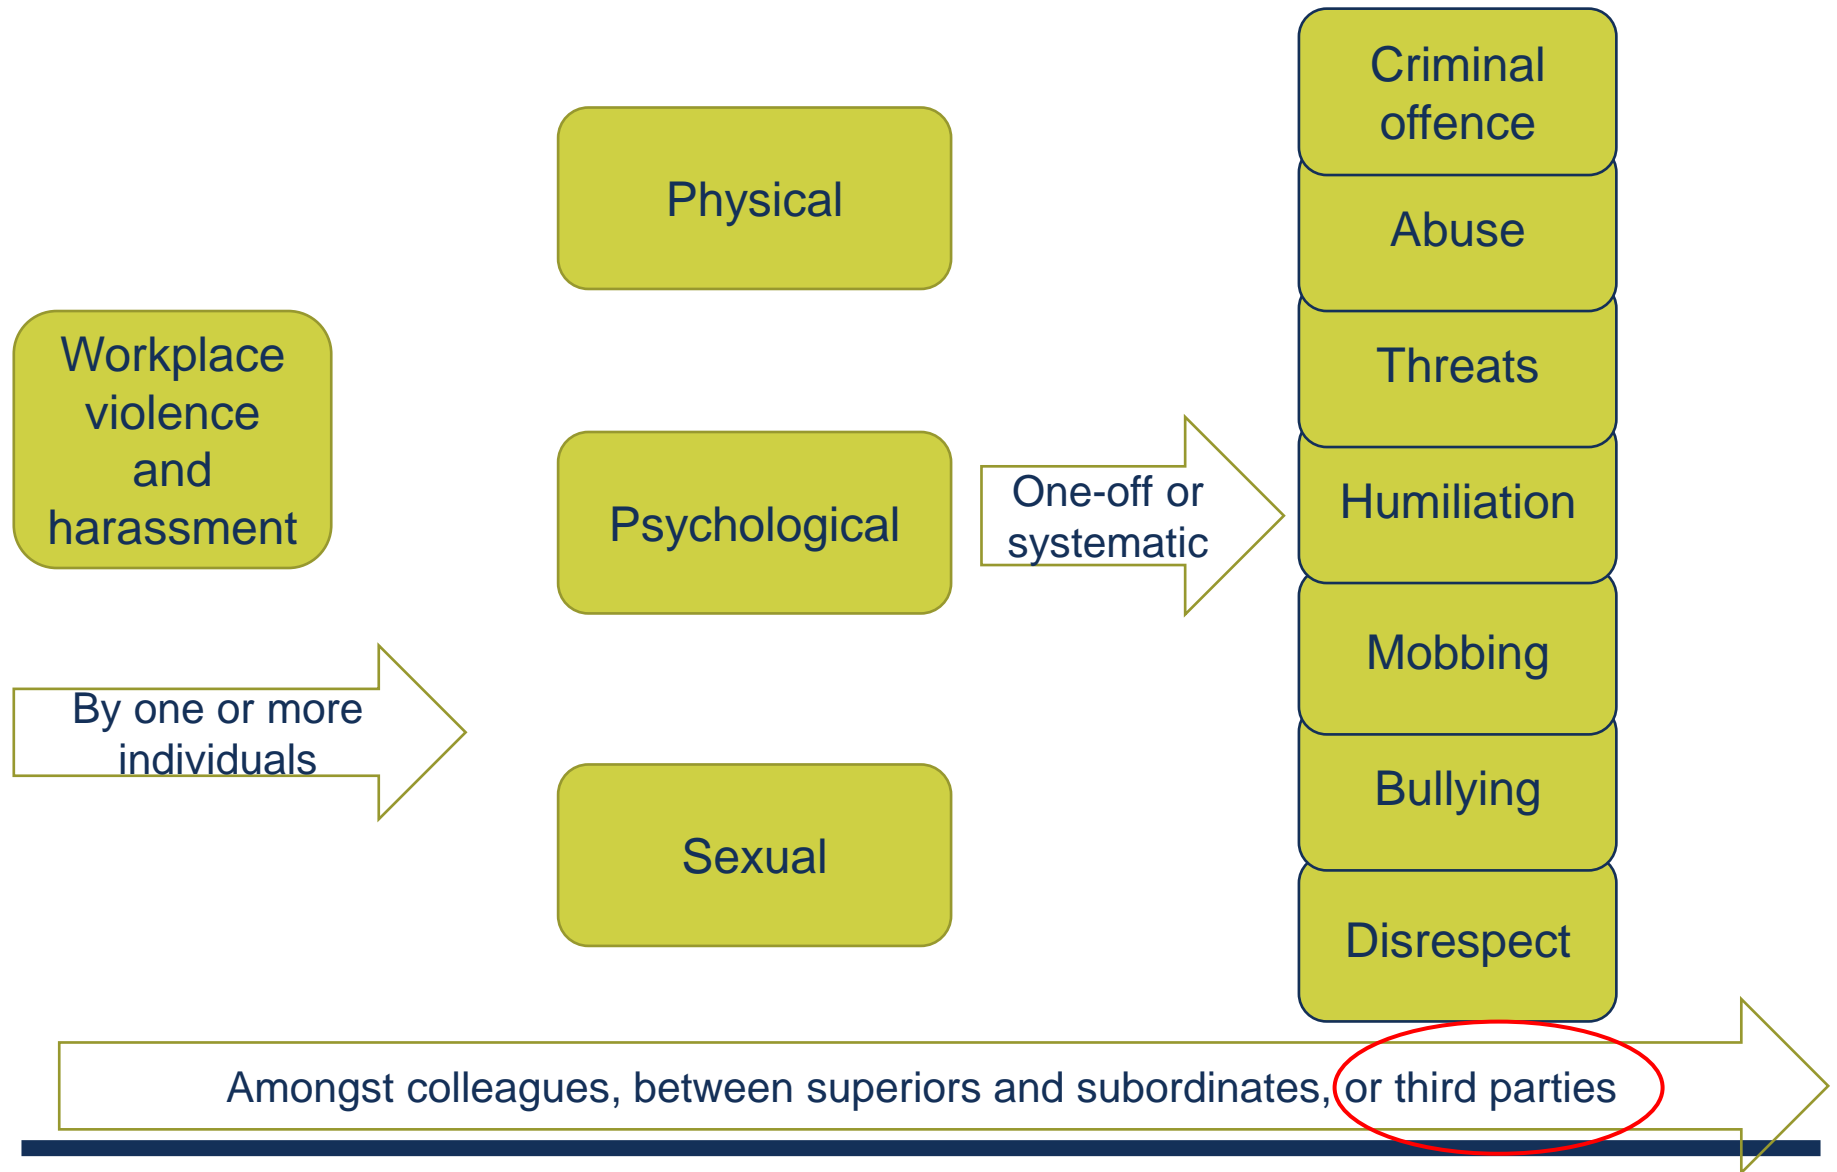 Workplace
violence
and
harassment
By one or more
individuals
Physical
Psychological
Sexual
One-off or
systematic
Criminal
offence
Abuse
Threats
Humiliation
Mobbing
Bullying
Disrespect
Amongst colleagues, between superiors and subordinates, or third parties